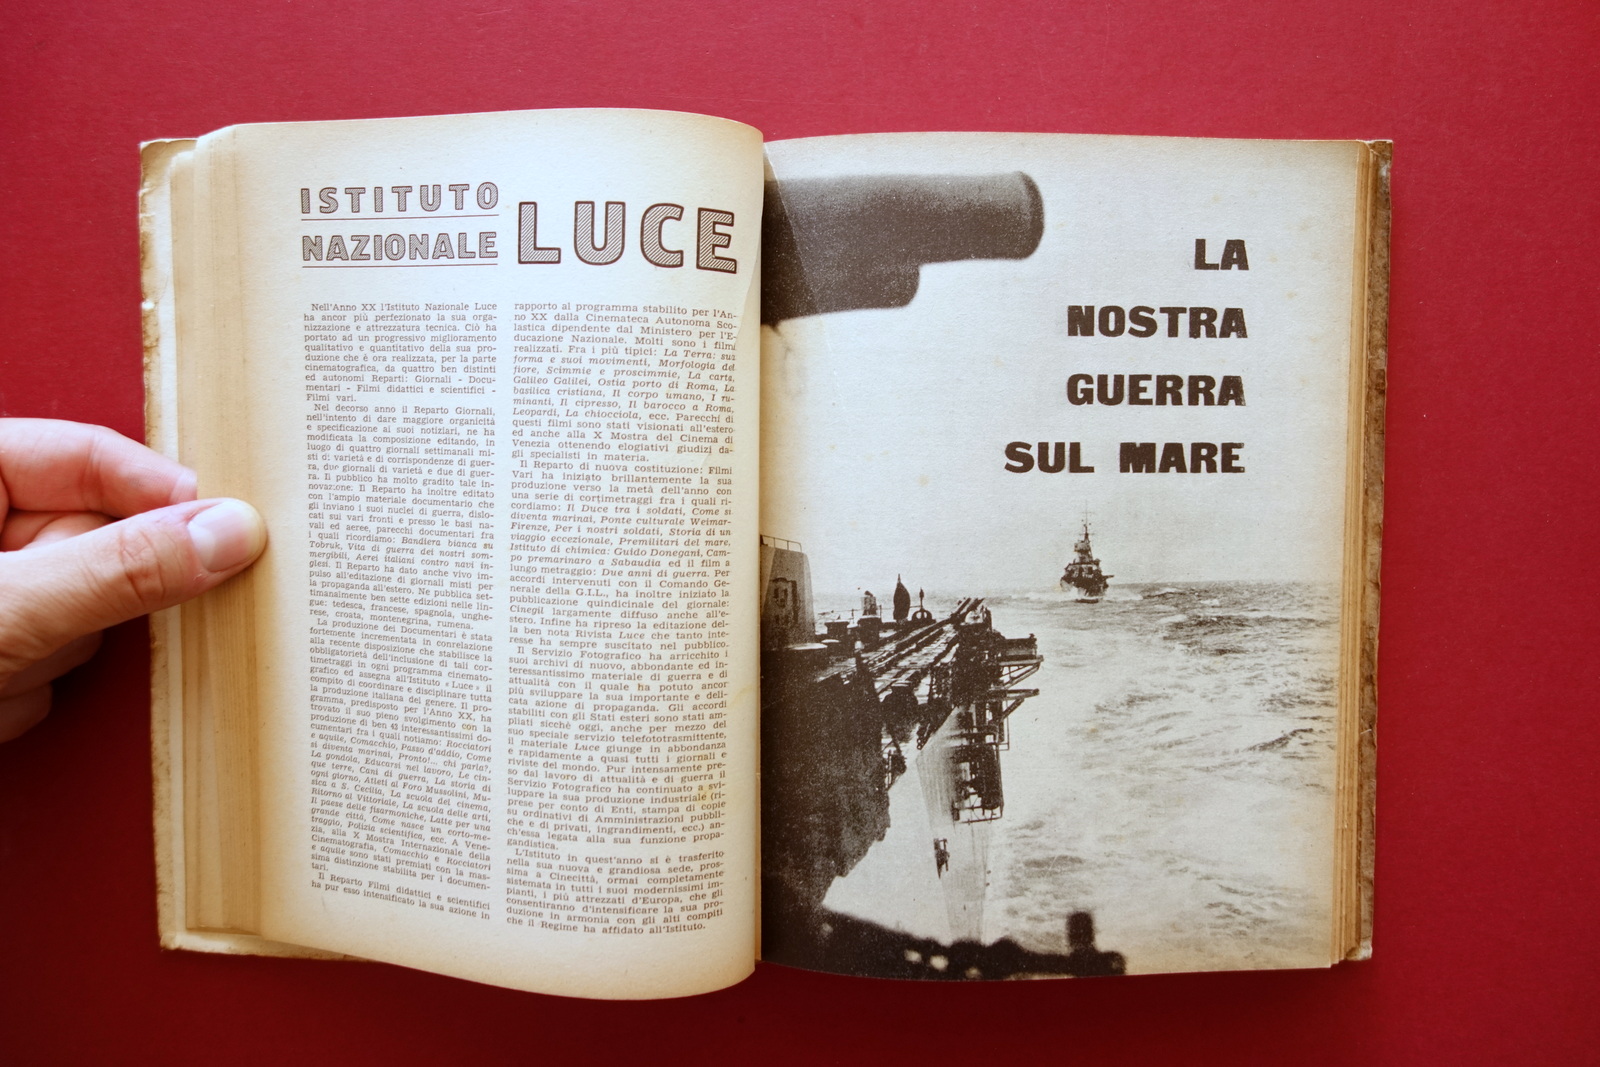 ISTITUTO
NAZIONALE
LUCE
Nell'Anno XX l'Istituto Nazionale Luce
ha ancor più perfezionato la sua orga-
nizzazione e attrezzatura tecnica. Ciò ha
portato ad un progressivo miglioramento
qualitativo e quantitativo della sua pro-
duzione che è ora realizzata, per la parte
cinematografica, da quattro ben distinti
ed autonomi Reparti: Giornali - Docu-
mentari - Filmi didattici e scientifici -
Filmi vari.
Nel decorso anno il Reparto Giornali,
nell'intento di dare maggiore organicità
e specificazione ai suoi notiziari, ne ha
modificata la composizione editando, in
luogo di quattro giornali settimanali mi-
sti di varietà e di corrispondenze di guer-
ra, due giornali di varietà e due di guer-
ra. Il pubblico ha molto gradito tale in-
novazione. Il Reparto ha inoltre editato
con l'ampio materiale documentario che
gli inviano i suoi nuclei di guerra, dislo-
cati sui vari fronti e presso le basi na-
vali ed aeree, parecchi documentari fra
i quali ricordiamo: Bandiera bianca su
Tobruk, Vita di guerra dei nostri som-
mergibili, Aerei italiani contro navi in-
glesi. Il Reparto ha dato anche vivo im-
pulso all'editazione di giornali misti per
la propaganda all'estero. Ne pubblica set-
timanalmente ben sette edizioni nelle lin-
gue: tedesca, francese, spagnola, unghe-
rese, croata, montenegrina, rumena.
La produzione dei Documentari è stata
fortemente incrementata in correlazione
alla recente disposizione che stabilisce la
obbligatorietà dell'inclusione di tali cor-
timetraggi in ogni programma cinemato-
grafico ed assegna all'Istituto « Luce » il
compito di coordinare e disciplinare tutta
la produzione italiana del genere. Il pro-
gramma, predisposto per l'Anno XX, ha
trovato il suo pieno svolgimento con la
produzione di ben 43 interessantissimi do-
cumentari fra i quali notiamo: Rocciatori
e aquile, Comacchio, Passo d'addio, Come
si diventa marinai, Pronto!... chi parla?,
La gondola, Educarsi nel lavoro, Le cin-
que terre, Cani di guerra, La storia di
ogni giorno, Atleti al Foro Mussolini, Mu-
sica a S. Cecilia, La scuola del cinema,
Ritorno al Vittoriale, La scuola delle arti,
Il paese delle fisarmoniche, Latte per una
grande città, Come nasce un corto-me-
traggio, Polizia scientifica, ecc. A Vene-
zia, alla X Mostra Internazionale della
Cinematografia, Comacchio e Rocciatori
e aquile sono stati premiati con la mas-
sima distinzione stabilita per i documen-
tari.
Il Reparto Filmi didattici e scientifici
ha pur esso intensificato la sua azione in
rapporto al programma stabilito per l'An-
no XX dalla Cinemateca Autonoma Sco-
lastica dipendente dal Ministero per l'E-
ducazione Nazionale. Molti sono i filmi
realizzati. Fra i più tipici: La Terra: sua
forma e suoi movimenti, Morfologia del
fiore, Scimmie e proscimmie, La carta,
Galileo Galilei, Ostia porto di Roma, La
basilica cristiana, Il corpo umano, I ru-
minanti, Il cipresso, Il barocco a Roma,
Leopardi, La chiocciola, ecc. Parecchi di
questi filmi sono stati visionati all'estero
ed anche alla X Mostra del Cinema di
Venezia ottenendo elogiativi giudizi da-
gli specialisti in materia.
Il Reparto di nuova costituzione: Filmi
Vari ha iniziato brillantemente la sua
produzione verso la metà dell'anno con
una serie di cortimetraggi fra i quali ri-
cordiamo: Il Duce tra i soldati, Come si
diventa marinai, Ponte culturale Weimar-
Firenze, Per i nostri soldati, Storia di un
viaggio eccezionale, Premilitari del mare,
Istituto di chimica: Guido Donegani, Cam-
po premarinaro a Sabaudia ed il film a
lungo metraggio: Due anni di guerra. Per
accordi intervenuti con il Comando Ge-
nerale della G.I.L., ha inoltre iniziato la
pubblicazione quindicinale del giornale:
Cinegil largamente diffuso anche all'e-
stero. Infine ha ripreso la editazione del-
la ben nota Rivista Luce che tanto inte-
resse ha sempre suscitato nel pubblico.
Il Servizio Fotografico ha arricchito i
suoi archivi di nuovo, abbondante ed in-
teressantissimo materiale di guerra e di
attualità con il quale ha potuto ancor
più sviluppare la sua importante e deli-
cata azione di propaganda. Gli accordi
stabiliti con gli Stati esteri sono stati am-
pliati sicchè oggi, anche per mezzo del
suo speciale servizio telefototrasmittente,
il materiale Luce giunge in abbondanza
e rapidamente a quasi tutti i giornali e
riviste del mondo. Pur intensamente pre-
so dal lavoro di attualità e di guerra il
Servizio Fotografico ha continuato a svi-
luppare la sua produzione industriale (ri-
prese per conto di Enti, stampa di copie
su ordinativi di Amministrazioni pubbli-
che e di privati, ingrandimenti, ecc.) an-
ch'essa legata alla sua funzione propa-
gandistica.
L'Istituto in quest'anno si è trasferito
nella sua nuova e grandiosa sede, pros-
sima a Cinecittà, ormai completamente
sistemata in tutti i suoi modernissimi im-
pianti, i più attrezzati d'Europa, che gli
consentiranno d'intensificare la sua pro-
duzione in armonia con gli alti compiti
che il Regime ha affidato all'Istituto.
LA
NOSTRA
GUERRA
SUL MARE